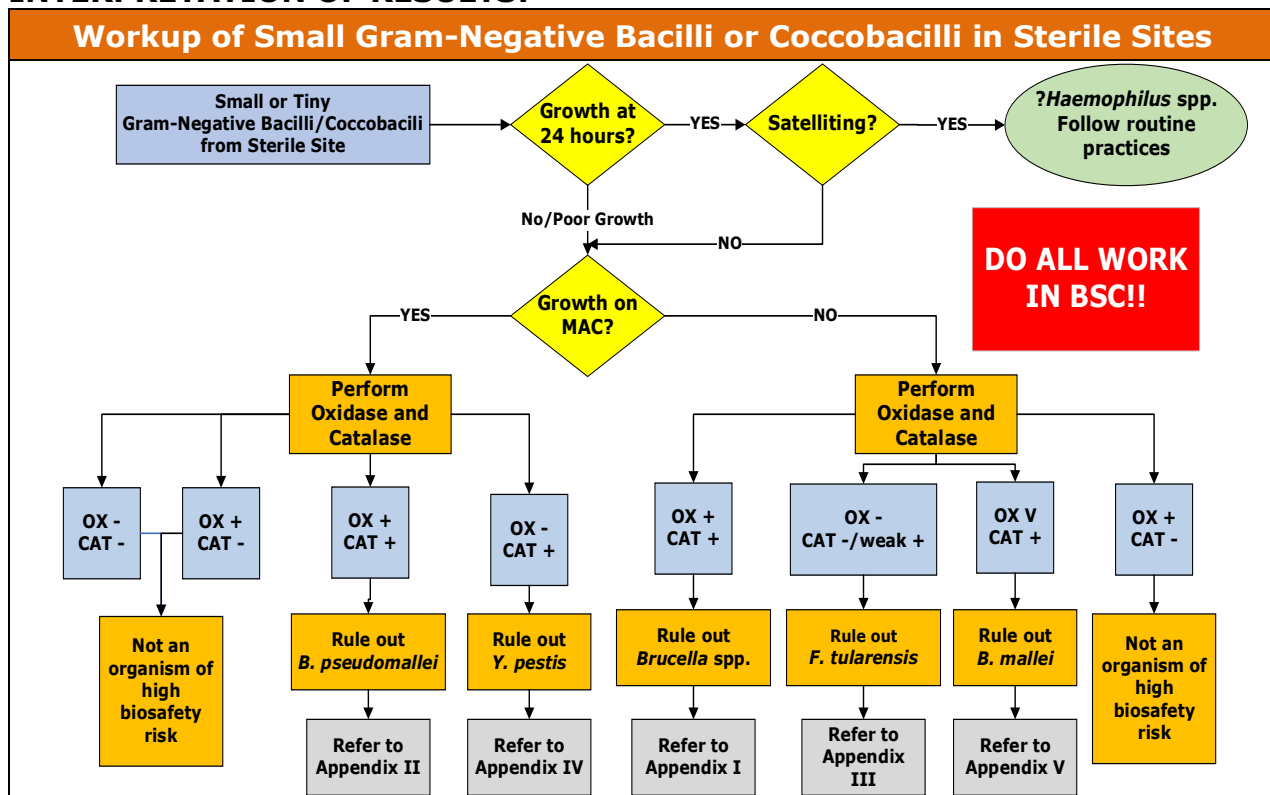 INTERPRETATION OF RESULTS:
Workup of Small Gram-Negative Bacilli or Coccobacilli in Sterile Sites
Small or Tiny
Gram-Negative Bacilli/Coccobacili
from Sterile Site
Growth at
24 hours?
YES
Satelliting?
YES
?Haemophilus spp.
Follow routine
practices
No/Poor Growth
NO
DO ALL WORK
IN BSC!!
Growth on
MAC?
YES
NO
Perform
Oxidase and
Catalase
Perform
Oxidase and
Catalase
OX -
CAT -
OX +
CAT -
OX +
CAT +
OX -
CAT +
OX +
CAT +
OX -
CAT -/weak +
OX V
CAT +
OX +
CAT -
Not an
organism of
high
biosafety
risk
Rule out
B. pseudomallei
Rule out
Y. pestis
Rule out
Brucella spp.
Rule out
F. tularensis
Rule out
B. mallei
Not an
organism of
high
biosafety
risk
Refer to
Appendix II
Refer to
Appendix IV
Refer to
Appendix I
Refer to
Appendix
III
Refer to
Appendix V